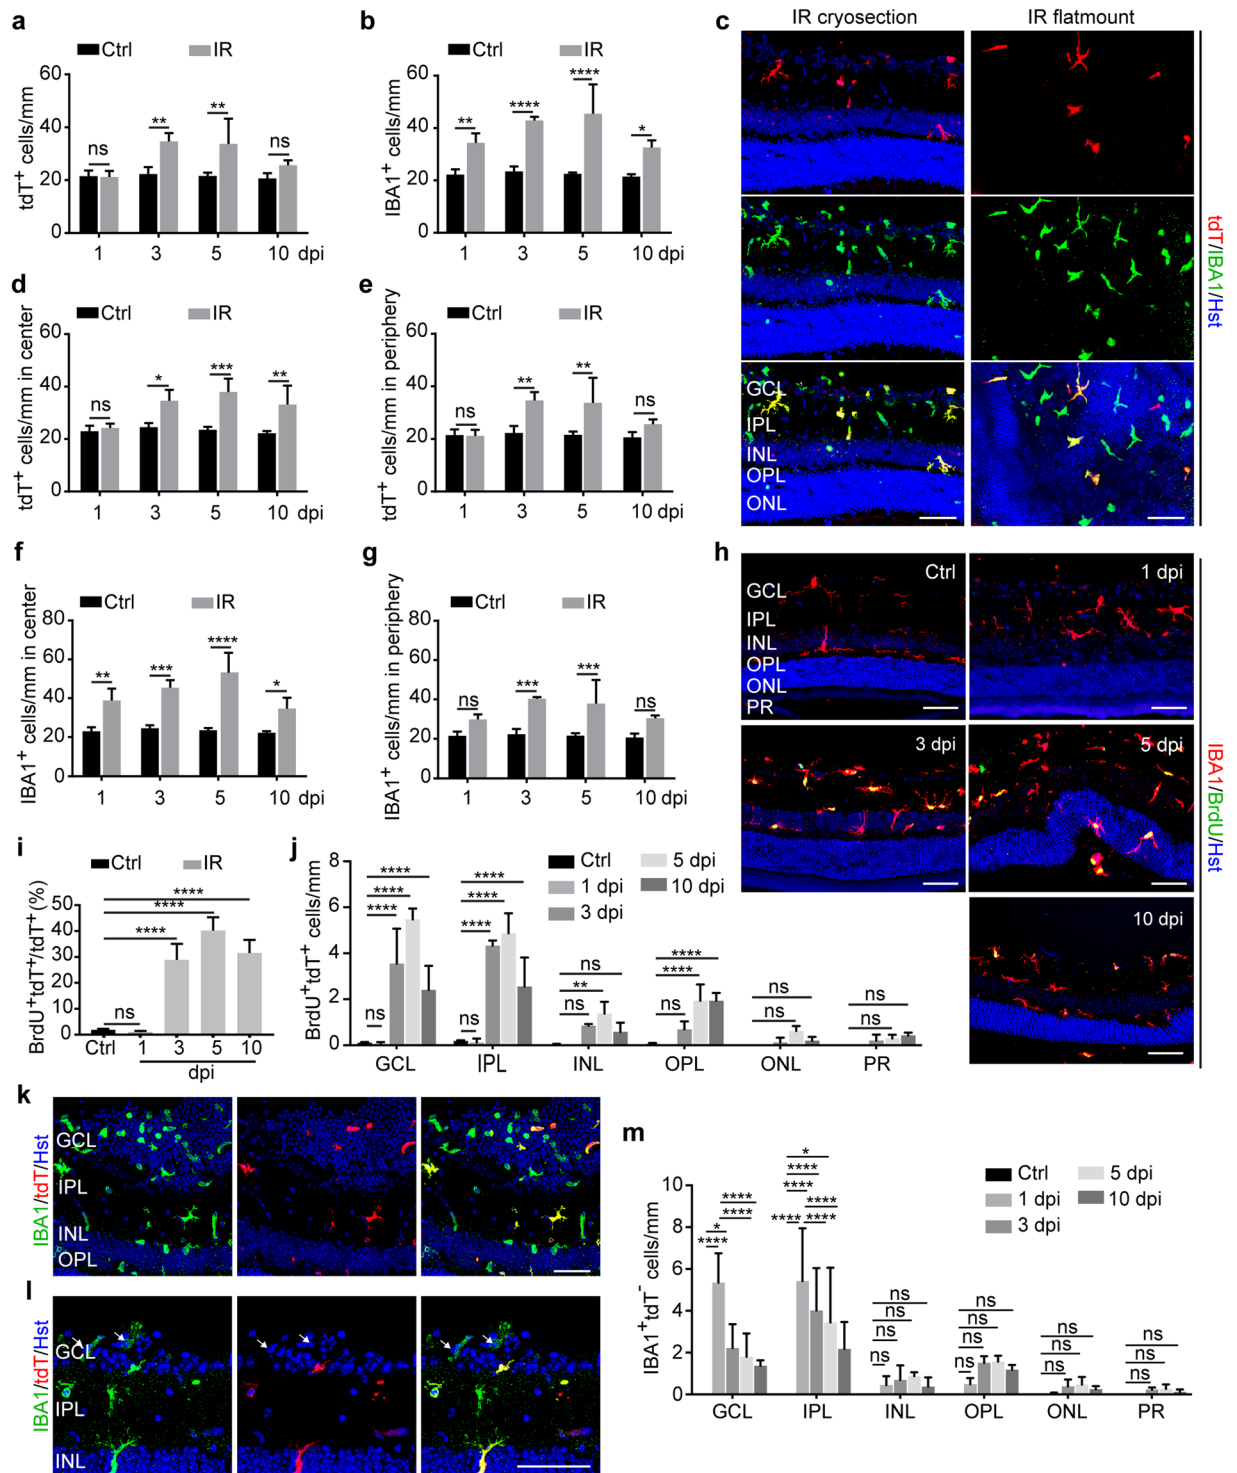 a
Ctrl IR
tdT+ cells/mm
60
40
20
0
ns ** ** ns
1 3 5 10 dpi
b
Ctrl IR
IBA1+ cells/mm
60
40
20
0
** **** **** *
1 3 5 10 dpi
c
IR cryosection IR flatmount
GCL
IPL
INL
OPL
ONL
tdT/IBA1/Hst
d
Ctrl IR
tdT+ cells/mm in center
60
40
20
0
ns * *** **
1 3 5 10 dpi
e
Ctrl IR
tdT+ cells/mm in periphery
60
40
20
0
ns ** ** ns
1 3 5 10 dpi
f
Ctrl IR
IBA1+ cells/mm in center
80
60
40
20
0
** *** **** *
1 3 5 10 dpi
g
Ctrl IR
IBA1+ cells/mm in periphery
80
60
40
20
0
ns *** *** ns
1 3 5 10 dpi
h
Ctrl
1 dpi
GCL
IPL
INL
OPL
ONL
PR
3 dpi
5 dpi
10 dpi
IBA1/BrdU/Hst
i
Ctrl IR
BrdU+tdT+/tdT+(%)
50
40
30
20
10
0
****
****
****
ns
Ctrl 1 3 5 10
dpi
j
BrdU+tdT+ cells/mm
8
6
4
2
0
Ctrl 5 dpi
1 dpi 10 dpi
3 dpi
****
****
****
ns
****
****
****
ns
ns
**
ns
****
****
ns
ns
ns
ns
ns
GCL IPL INL OPL ONL PR
k
IBA1/tdT/Hst
GCL
IPL
INL
OPL
l
IBA1/tdT/Hst
GCL
IPL
INL
m
IBA1+tdT- cells/mm
10
8
6
4
2
0
Ctrl 5 dpi
1 dpi 10 dpi
3 dpi
****
****
*
****
*
****
****
****
****
****
ns
ns
ns
ns
ns
ns
ns
ns
ns
ns
ns
ns
ns
ns
GCL IPL INL OPL ONL PR